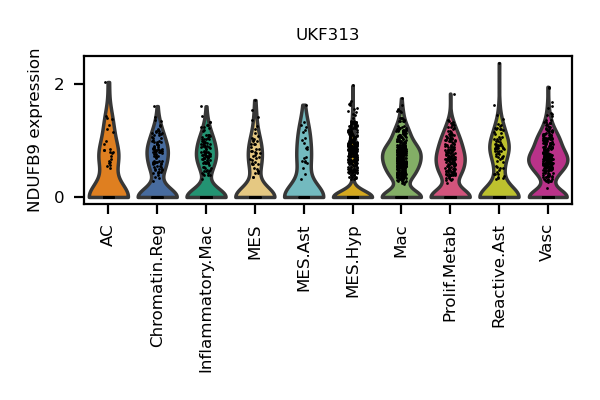 UKF313
NDUFB9 expression
2
0
AC
Chromatin.Reg
Inflammatory.Mac
MES
MES.Ast
MES.Hyp
Mac
Prolif.Metab
Reactive.Ast
Vasc